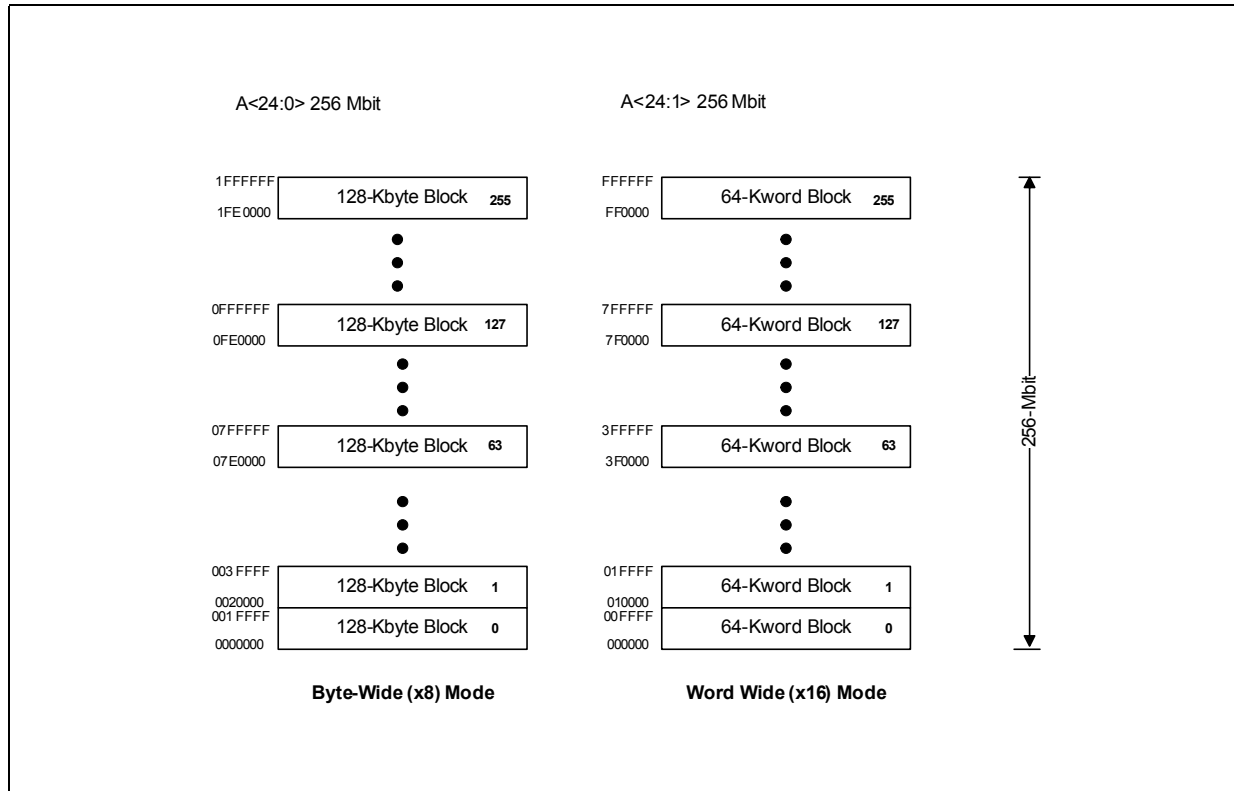 A<24:0> 256 Mbit
A<24:1> 256 Mbit
1FFFFFF
128-Kbyte Block 255
1FE0000
FFFFFF
64-Kword Block 255
FF0000
0FFFFFF
128-Kbyte Block 127
0FE0000
7FFFFF
64-Kword Block 127
7F0000
07FFFFF
128-Kbyte Block 63
07E0000
3FFFFF
64-Kword Block 63
3F0000
003FFFF
128-Kbyte Block 1
0020000
01FFFF
64-Kword Block 1
010000
001FFFF
128-Kbyte Block 0
0000000
00FFFF
64-Kword Block 0
000000
256-Mbit
Byte-Wide (x8) Mode
Word Wide (x16) Mode